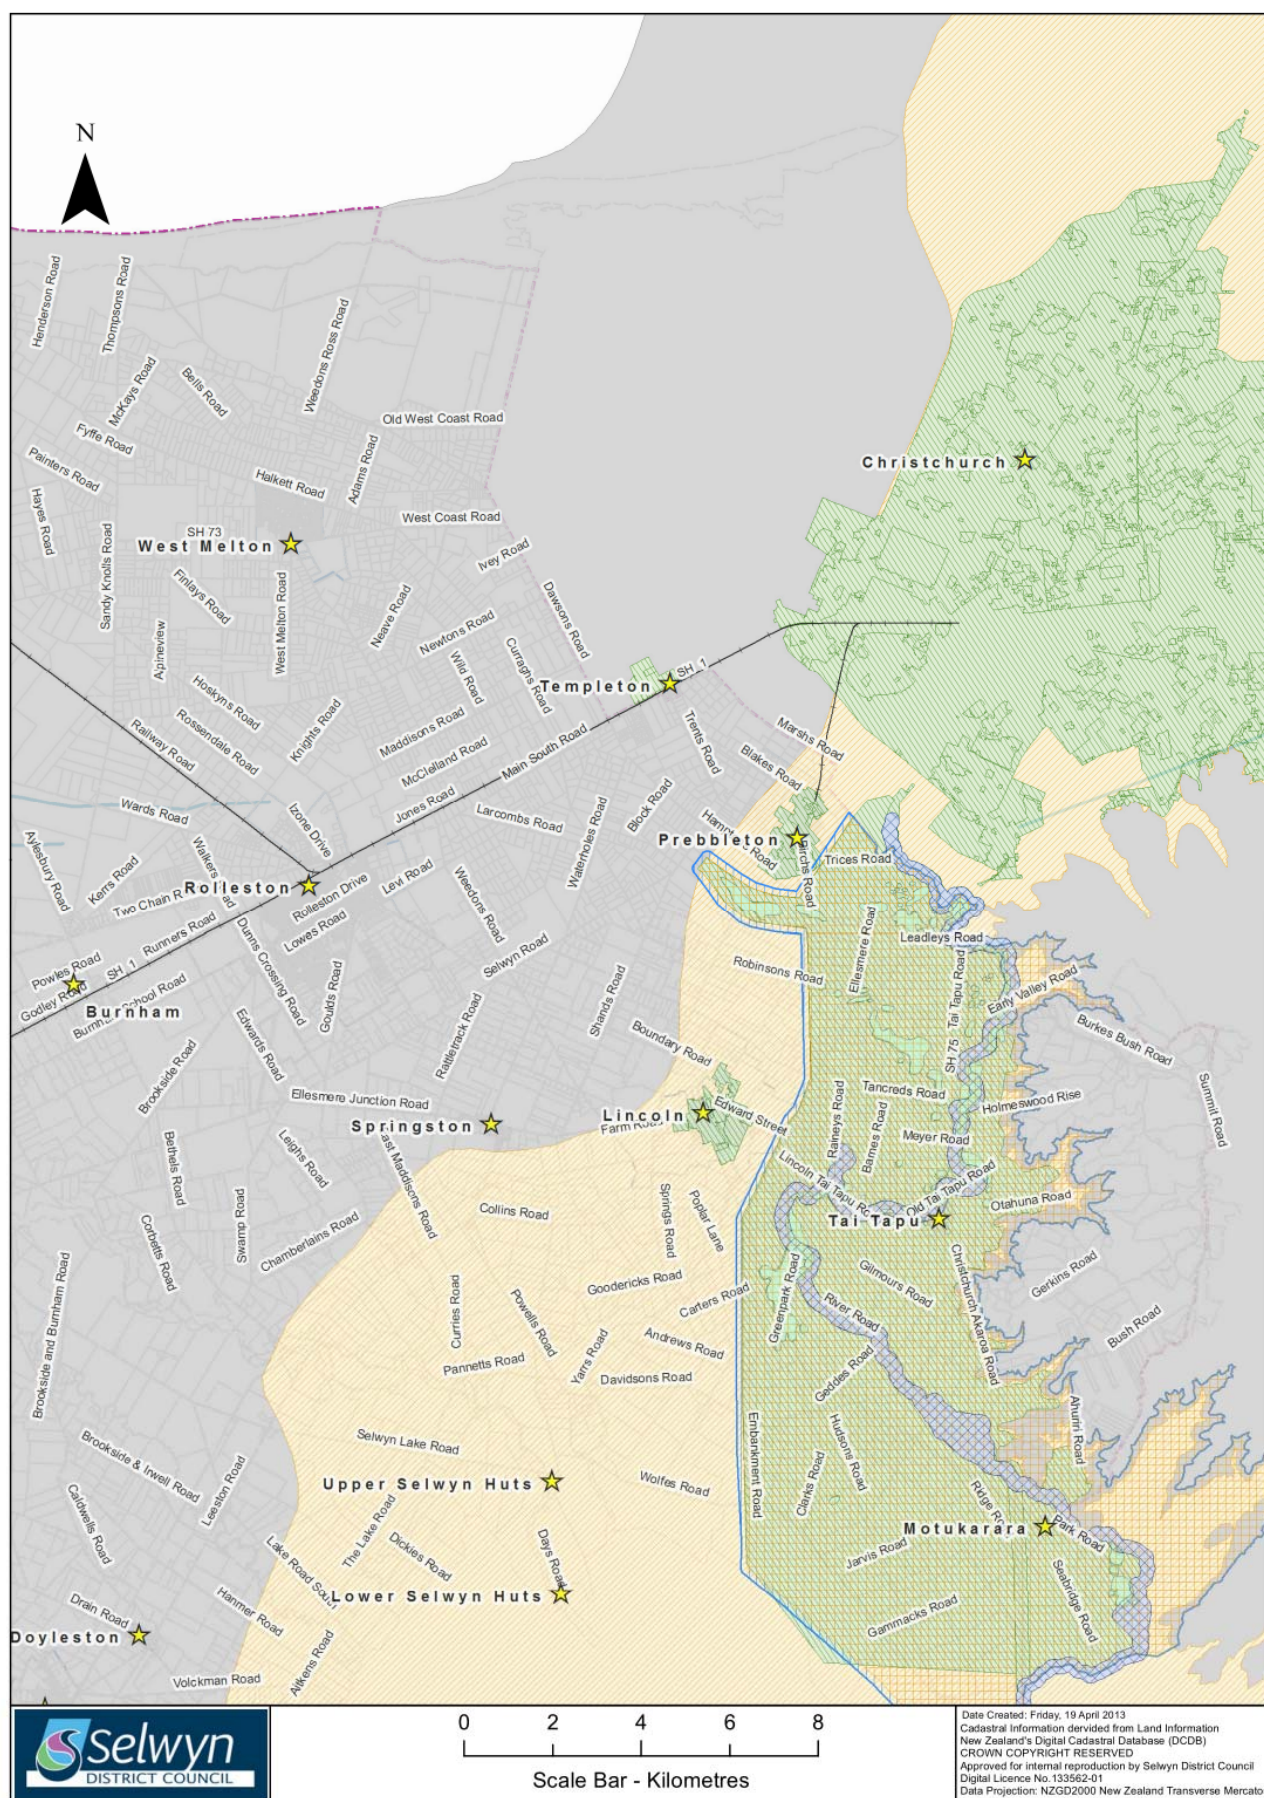 N
Henderson Road
Thompsons Road
Weedons Ross Road
McKays Road
Bells Road
Old West Coast Road
Fyffe Road
Painters Road
Adams Road
Halkett Road
Christchurch
Hayes Road
West Coast Road
SH 73
West Melton
Ivey Road
Sandy Knolls Road
Finlays Road
West Melton Road
Neave Road
Dawsons Road
Newtons Road
Alpineview
Wild Road
Curraghs Road
SH 1
Templeton
Hoskyns Road
Rossendale Road
Knights Road
Maddisons Road
Trents Road
Marshs Road
Railway Road
McClelland Road
Main South Road
Blakes Road
Wards Road
Izone Drive
Jones Road
Larcombs Road
Block Road
Waterholes Road
Prebbleton
Birchs Road
Trices Road
Aylesbury Road
Kerrs Road
Walkers Road
Rolleston
Levi Road
Rolleston Drive
Weedons Road
Two Chain R
Runners Road
Lowes Road
Dunns Crossing Road
Selwyn Road
Ellesmere Road
Leadleys Road
Powles Road
SH 1
Godley Road
Burnham
Burnham School Road
Goulds Road
Shands Road
Robinsons Road
SH 75
Tai Tapu Road
Early Valley Road
Edwards Road
Rattletrack Road
Boundary Road
Burkes Bush Road
Brookside Road
Summit Road
Ellesmere Junction Road
Springston
Lincoln
Farm Road
Edward Street
Tancreds Road
Holmeswood Rise
Raineys Road
Barnes Road
Meyer Road
Bethels Road
Leighs Road
East Maddisons Road
Lincoln Tai Tapu R
Old Tai Tapu Road
Otahuna Road
Tai Tapu
Collins Road
Springs Road
Poplar Lane
Swamp Road
Chamberlains Road
Corbetts Road
Christchurch Akaroa Road
Gilmours Road
Gerkins Road
Goodericks Road
Carters Road
Greenpark Road
River Road
Bush Road
Brookside and Burnham Road
Curries Road
Powells Road
Yarrs Road
Andrews Road
Pannetts Road
Davidsons Road
Geddes Road
Ahuriri Road
Brookside & Irwell Road
Leeston Road
Selwyn Lake Road
Upper Selwyn Huts
Wolfes Road
Embankment Road
Clarks Road
Hudsons Road
Ridge R
Motukarara
Park Road
Caldwells Road
The Lake Road
Dickies Road
Days Road
Jarvis Road
Lake Road South
Lower Selwyn Huts
Seabridge Road
Drain Road
Doyleston
Hanmer Road
Gammacks Road
Volckman Road
Aitkens Road
Selwyn
DISTRICT COUNCIL
0 2 4 6 8
Scale Bar - Kilometres
Date Created: Friday, 19 April 2013
Cadastral Information dervided from Land Information
New Zealand's Digital Cadastral Database (DCDB)
CROWN COPYRIGHT RESERVED
Approved for internal reproduction by Selwyn District Council
Digital Licence No.133562-01
Data Projection: NZGD2000 New Zealand Transverse Mercato